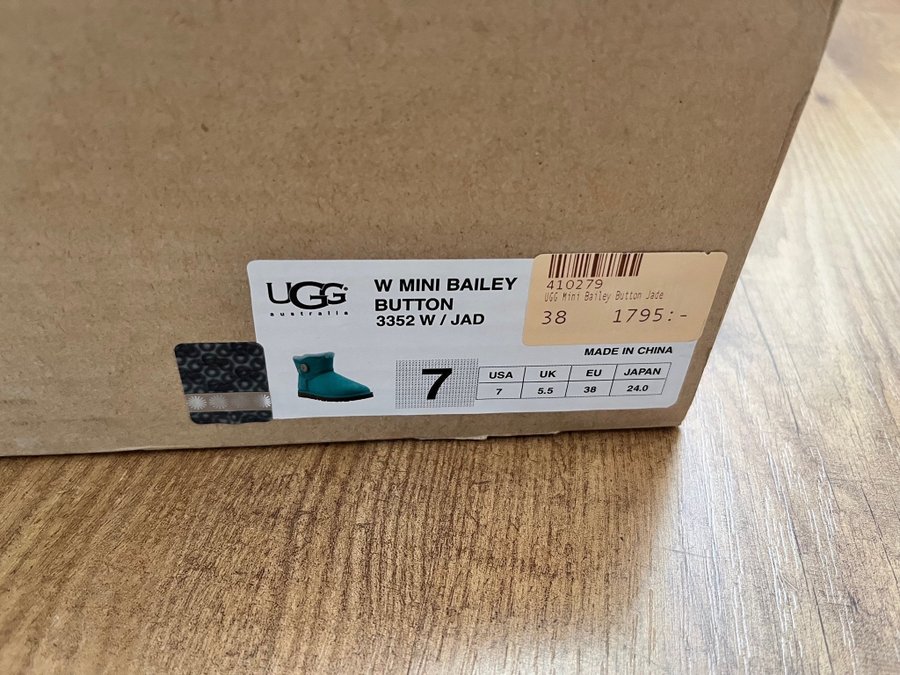 UGG
australia
W MINI BAILEY
BUTTON
3352 W / JAD
410279
UGG Mini Bailey Button Jade
38 1795:-
MADE IN CHINA
7
USA UK EU JAPAN
7 5.5 38 24.0